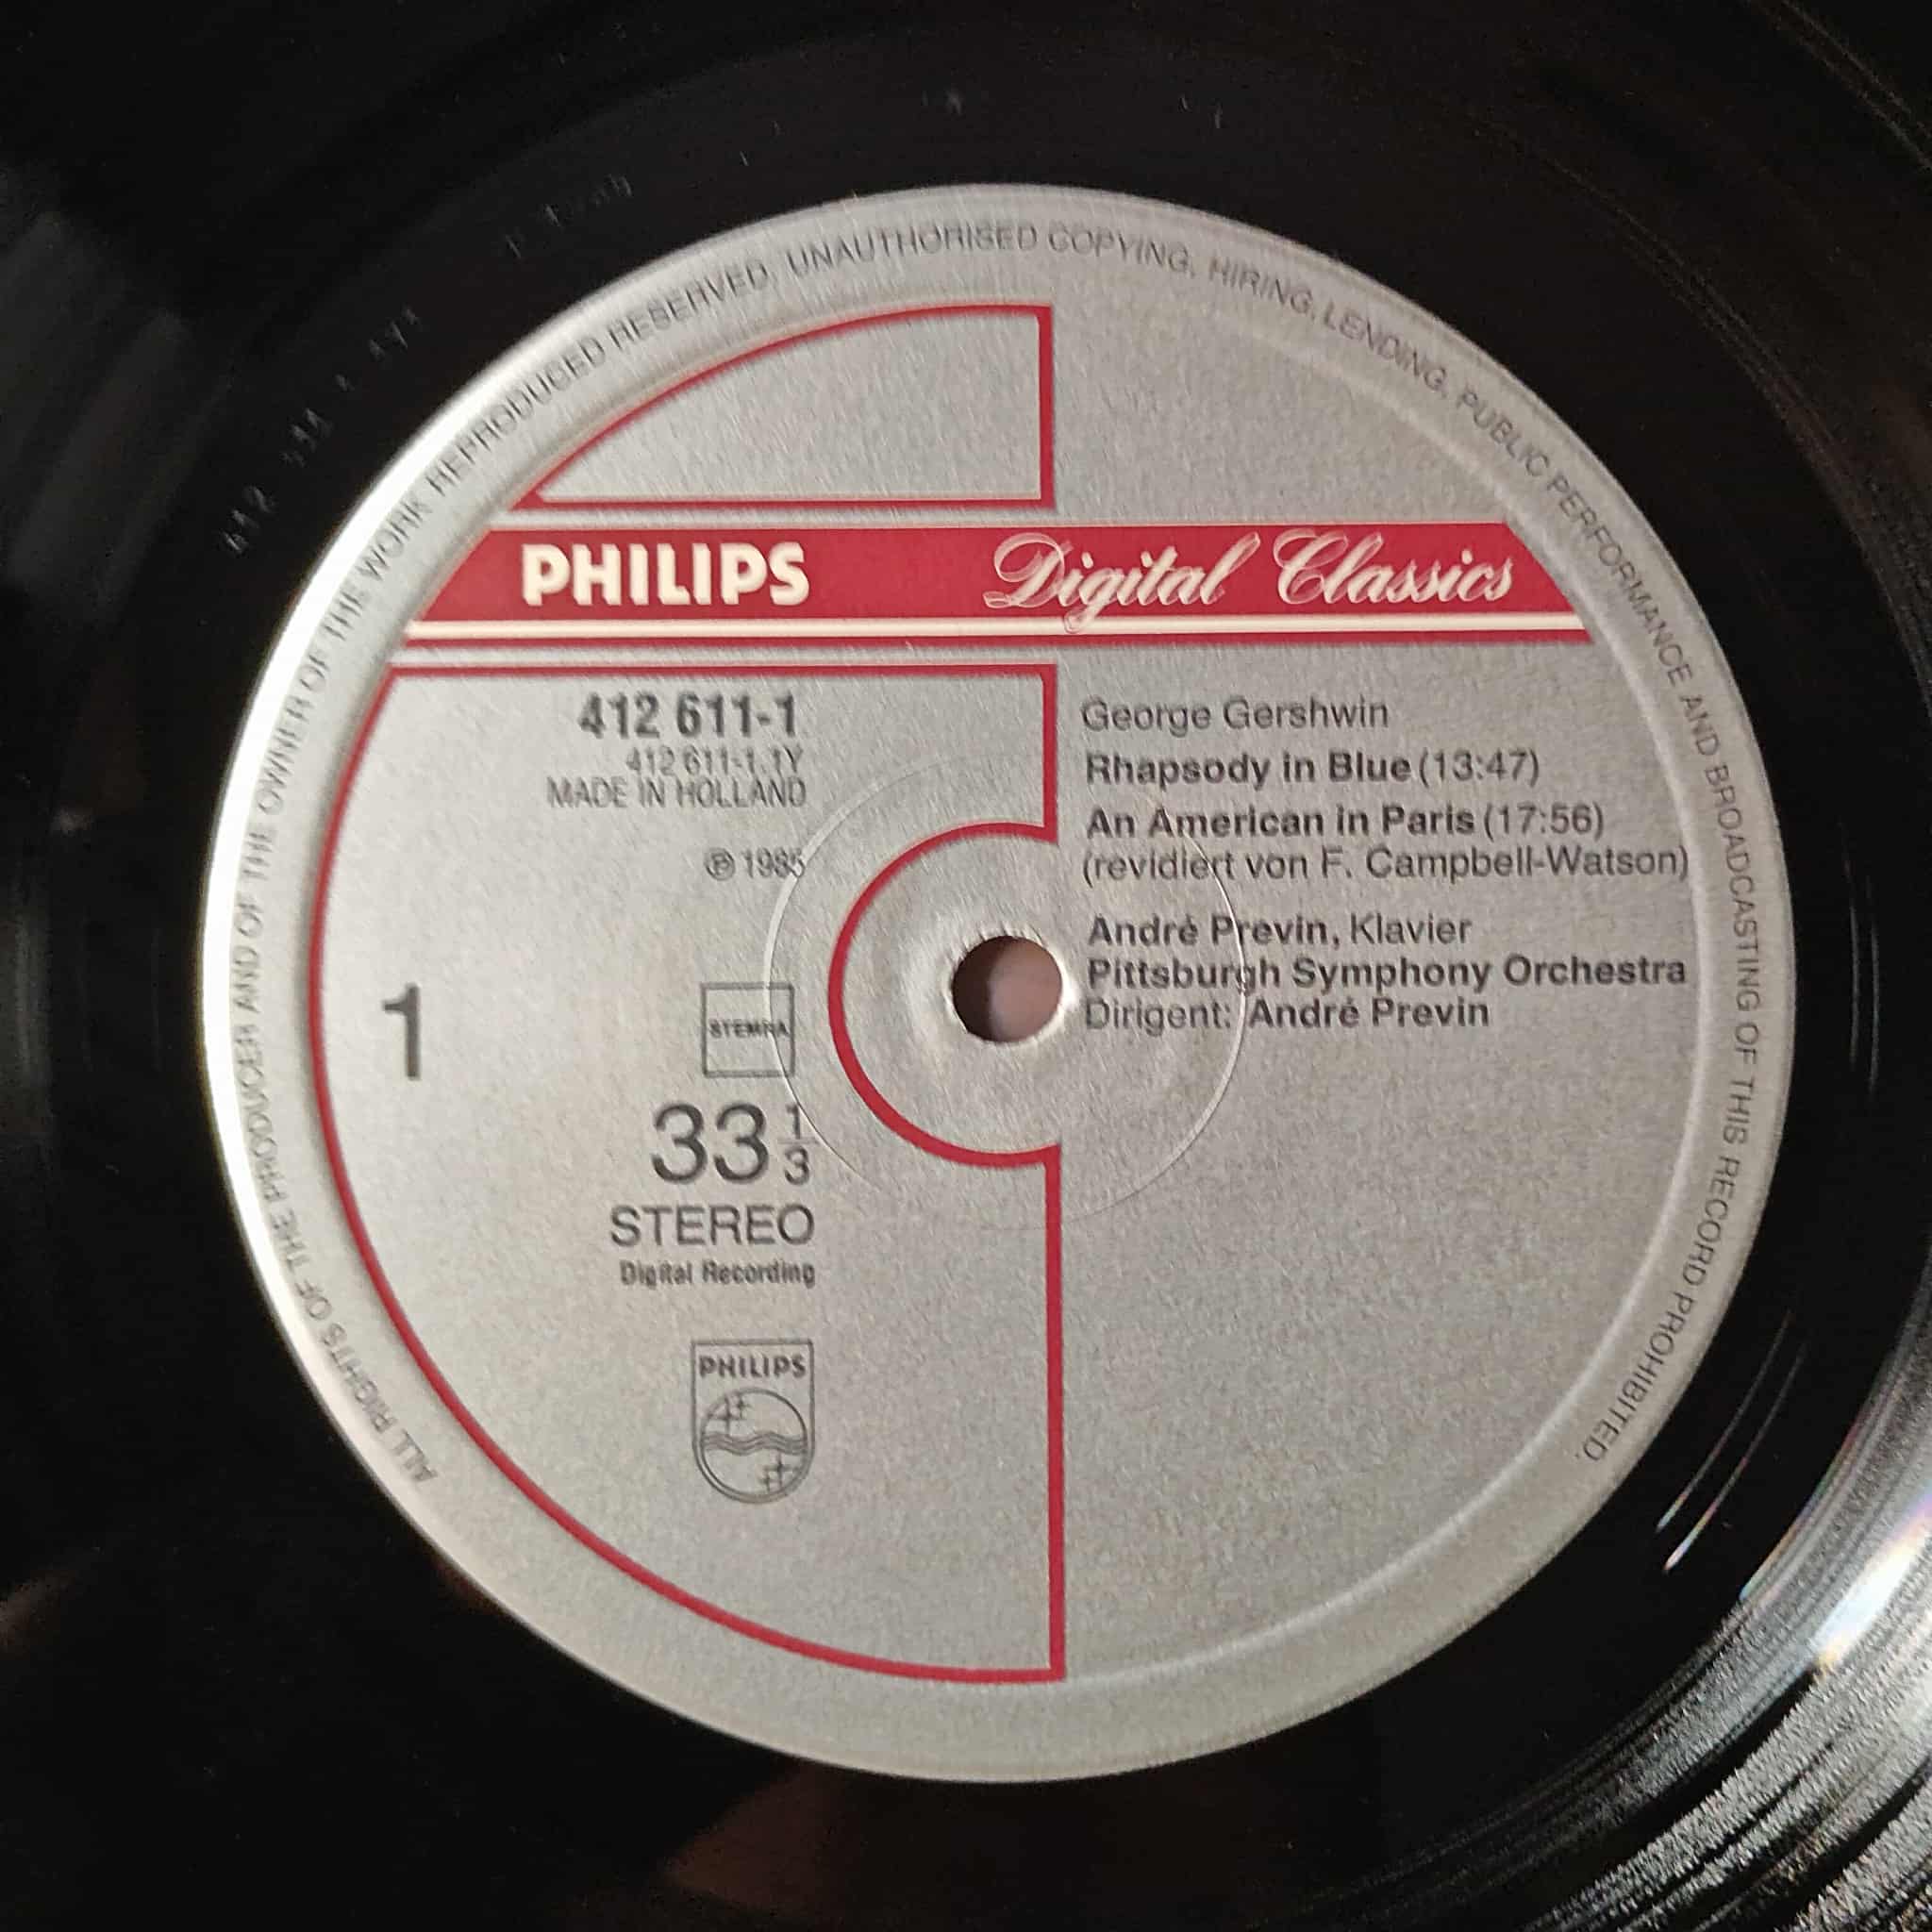 ALL RIGHTS OF THE PRODUCER AND OF THE OWNER OF THE WORK REPRODUCED RESERVED. UNAUTHORISED COPYING, HIRING, LENDING, PUBLIC PERFORMANCE AND BROADCASTING OF THIS RECORD PROHIBITED.
PHILIPS Digital Classics
412 611-1
412 611-1.1Y
MADE IN HOLLAND
℗ 1985
1
STEMRA
33 1/3
STEREO
Digital Recording
PHILIPS
George Gershwin
Rhapsody in Blue (13:47)
An American in Paris (17:56)
(revidiert von F. Campbell-Watson)
André Previn, Klavier
Pittsburgh Symphony Orchestra
Dirigent: André Previn